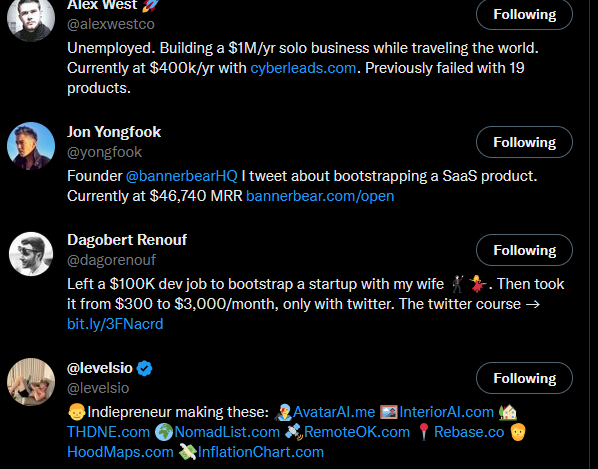 Alex West 🚀
@alexwestco
Following
Unemployed. Building a $1M/yr solo business while traveling the world.
Currently at $400k/yr with cyberleads.com. Previously failed with 19
products.
Jon Yongfook
@yongfook
Following
Founder @bannerbearHQ I tweet about bootstrapping a SaaS product.
Currently at $46,740 MRR bannerbear.com/open
Dagobert Renouf
@dagorenouf
Following
Left a $100K dev job to bootstrap a startup with my wife 🕺💃. Then took
it from $300 to $3,000/month, only with twitter. The twitter course →
bit.ly/3FNacrd
@levelsio
@levelsio
Following
Indiepreneur making these: AvatarAI.me InteriorAI.com
THDNE.com NomadList.com RemoteOK.com Rebase.co
HoodMaps.com InflationChart.com